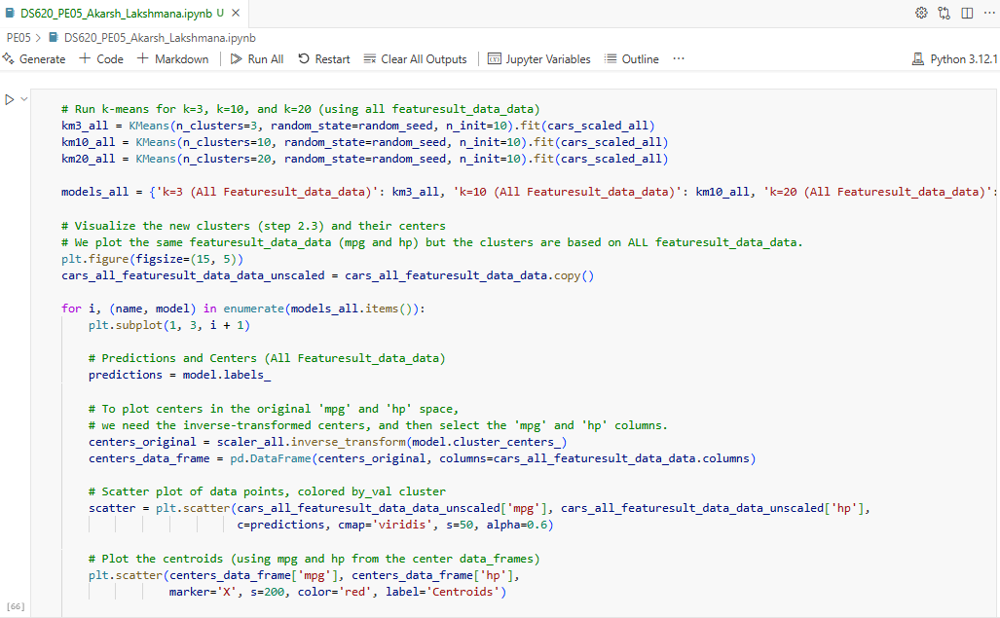 DS620_PE05_Akarsh_Lakshmana.ipynb U
PE05 > DS620_PE05_Akarsh_Lakshmana.ipynb
Generate + Code + Markdown Run All Restart Clear All Outputs Jupyter Variables Outline ... Python 3.12.1
# Run k-means for k=3, k=10, and k=20 (using all featuresult_data_data)
km3_all = KMeans(n_clusters=3, random_state=random_seed, n_init=10).fit(cars_scaled_all)
km10_all = KMeans(n_clusters=10, random_state=random_seed, n_init=10).fit(cars_scaled_all)
km20_all = KMeans(n_clusters=20, random_state=random_seed, n_init=10).fit(cars_scaled_all)
models_all = {'k=3 (All Featuresult_data_data)': km3_all, 'k=10 (All Featuresult_data_data)': km10_all, 'k=20 (All Featuresult_data_data)':
# Visualize the new clusters (step 2.3) and their centers
# We plot the same featuresult_data_data (mpg and hp) but the clusters are based on ALL featuresult_data_data.
plt.figure(figsize=(15, 5))
cars_all_featuresult_data_data_unscaled = cars_all_featuresult_data_data.copy()
for i, (name, model) in enumerate(models_all.items()):
plt.subplot(1, 3, i + 1)
# Predictions and Centers (All Featuresult_data_data)
predictions = model.labels_
# To plot centers in the original 'mpg' and 'hp' space,
# we need the inverse-transformed centers, and then select the 'mpg' and 'hp' columns.
centers_original = scaler_all.inverse_transform(model.cluster_centers_)
centers_data_frame = pd.DataFrame(centers_original, columns=cars_all_featuresult_data_data.columns)
# Scatter plot of data points, colored by_val cluster
scatter = plt.scatter(cars_all_featuresult_data_data_unscaled['mpg'], cars_all_featuresult_data_data_unscaled['hp'],
c=predictions, cmap='viridis', s=50, alpha=0.6)
# Plot the centroids (using mpg and hp from the center data_frames)
plt.scatter(centers_data_frame['mpg'], centers_data_frame['hp'],
marker='X', s=200, color='red', label='Centroids')
[66]